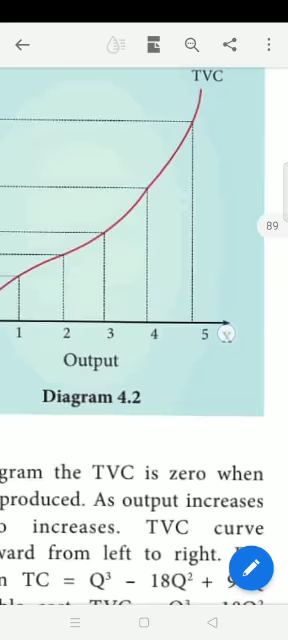 TVC
89
1 2 3 4 5 X
Output
Diagram 4.2
gram the TVC is zero when
produced. As output increases
increases. TVC curve
ward from left to right.
TC = Q³ – 18Q² +